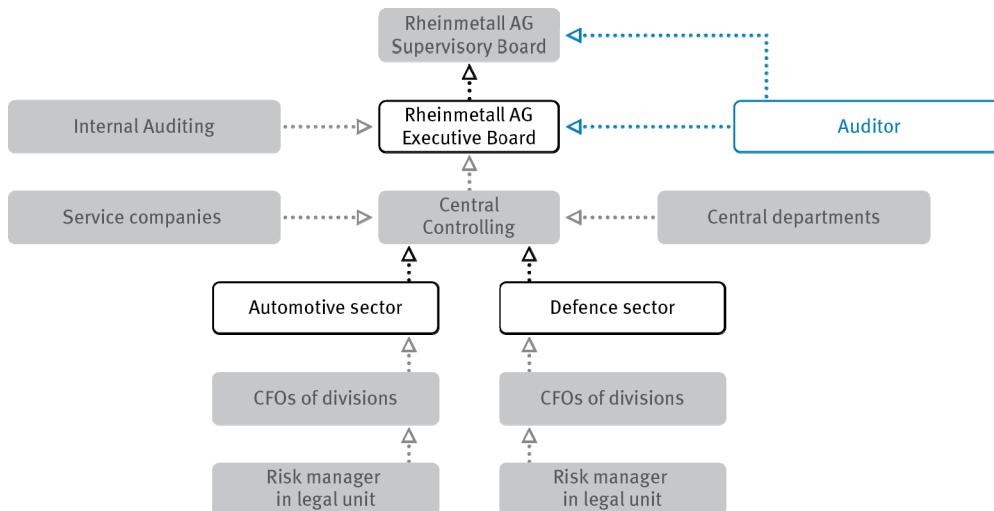 Rheinmetall AG
Supervisory Board
Internal Auditing
Rheinmetall AG
Executive Board
Auditor
Service companies
Central
Controlling
Central departments
Automotive sector
Defence sector
CFOs of divisions
CFOs of divisions
Risk manager
in legal unit
Risk manager
in legal unit